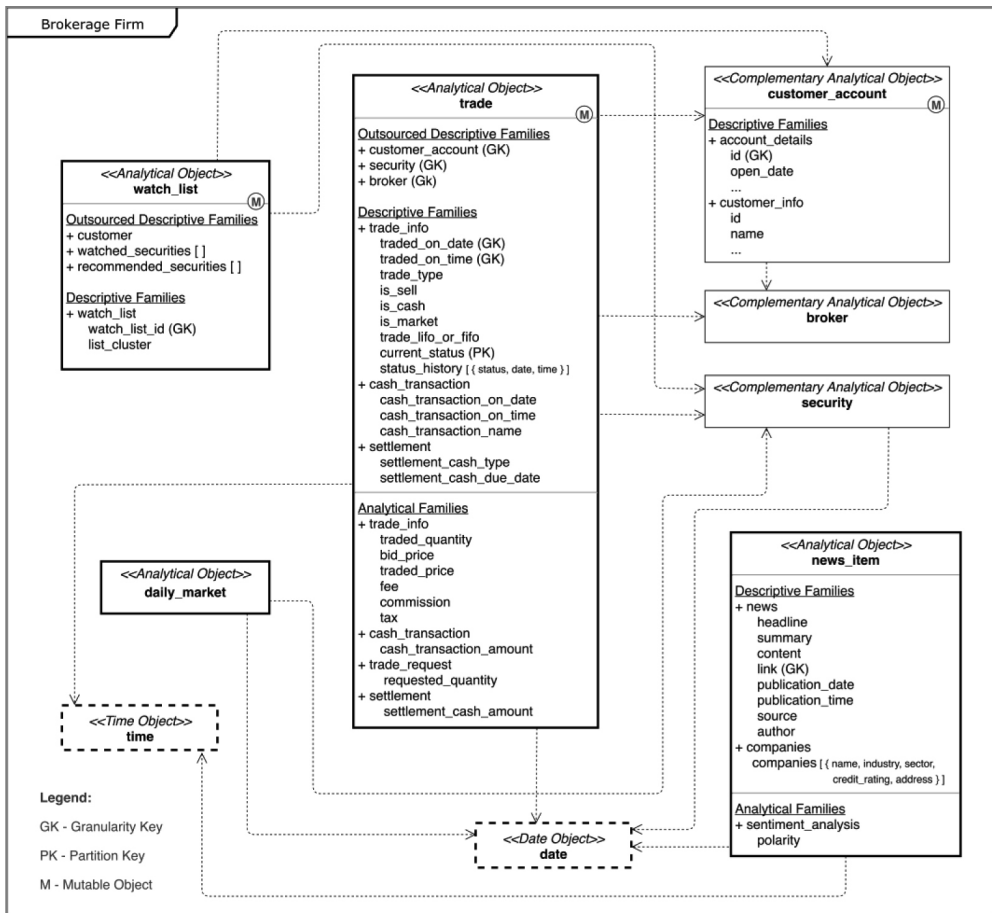 Brokerage Firm
<<Analytical Object>>
trade
M
Outsourced Descriptive Families
+ customer_account (GK)
+ security (GK)
+ broker (Gk)
Descriptive Families
+ trade_info
traded_on_date (GK)
traded_on_time (GK)
trade_type
is_sell
is_cash
is_market
trade_lifo_or_fifo
current_status (PK)
status_history [ { status, date, time } ]
+ cash_transaction
cash_transaction_on_date
cash_transaction_on_time
cash_transaction_name
+ settlement
settlement_cash_type
settlement_cash_due_date
Analytical Families
+ trade_info
traded_quantity
bid_price
traded_price
fee
commission
tax
+ cash_transaction
cash_transaction_amount
+ trade_request
requested_quantity
+ settlement
settlement_cash_amount
<<Complementary Analytical Object>>
customer_account
M
Descriptive Families
+ account_details
id (GK)
open_date
...
+ customer_info
id
name
...
<<Analytical Object>>
watch_list
M
Outsourced Descriptive Families
+ customer
+ watched_securities [ ]
+ recommended_securities [ ]
Descriptive Families
+ watch_list
watch_list_id (GK)
list_cluster
<<Complementary Analytical Object>>
broker
<<Complementary Analytical Object>>
security
<<Analytical Object>>
daily_market
<<Analytical Object>>
news_item
Descriptive Families
+ news
headline
summary
content
link (GK)
publication_date
publication_time
source
author
+ companies
companies [ { name, industry, sector,
credit_rating, address } ]
Analytical Families
+ sentiment_analysis
polarity
<<Time Object>>
time
<<Date Object>>
date
Legend:
GK - Granularity Key
PK - Partition Key
M - Mutable Object